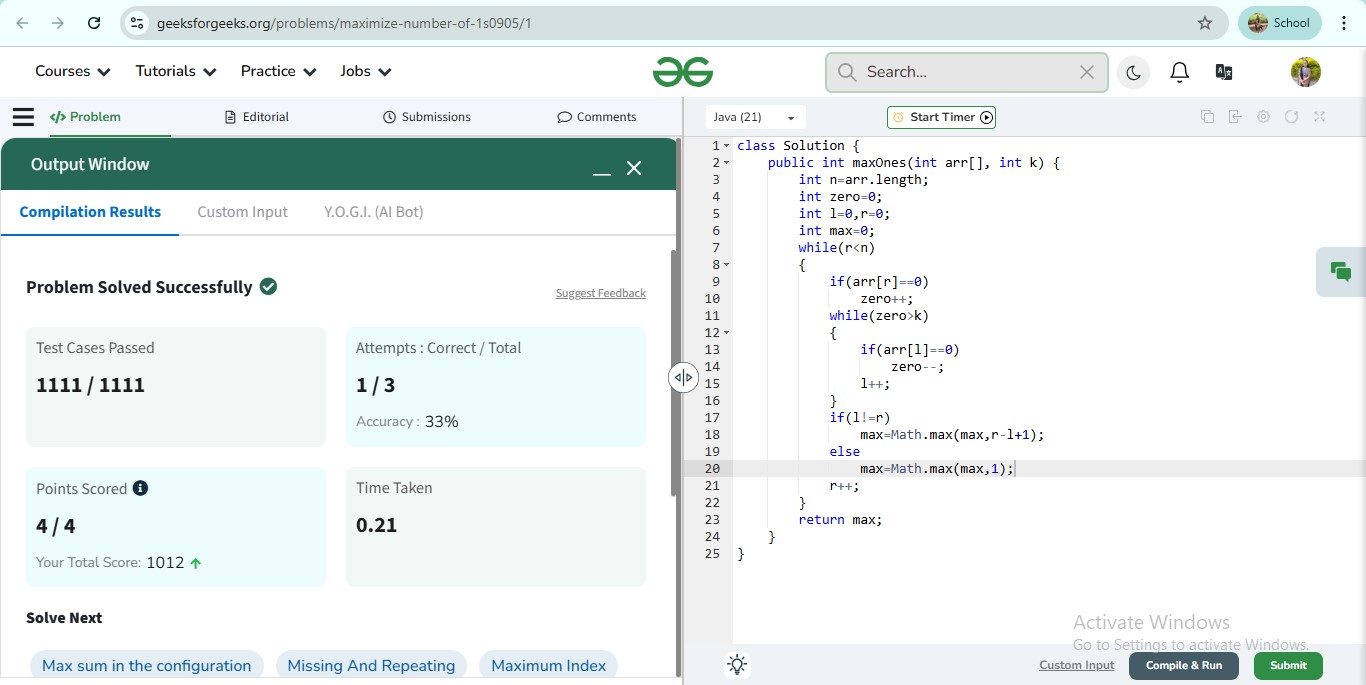 geeksforgeeks.org/problems/maximize-number-of-1s0905/1
School
Courses Tutorials Practice Jobs
Search...
Problem Editorial Submissions Comments
Output Window
Compilation Results Custom Input Y.O.G.I. (AI Bot)
Problem Solved Successfully
Suggest Feedback
Test Cases Passed
1111 / 1111
Attempts : Correct / Total
1 / 3
Accuracy : 33%
Points Scored
4 / 4
Your Total Score: 1012
Time Taken
0.21
Solve Next
Max sum in the configuration Missing And Repeating Maximum Index
Java (21)
Start Timer
1 class Solution {
2 public int maxOnes(int arr[], int k) {
3 int n=arr.length;
4 int zero=0;
5 int l=0,r=0;
6 int max=0;
7 while(r<n)
8 {
9 if(arr[r]==0)
10 zero++;
11 while(zero>k)
12 {
13 if(arr[l]==0)
14 zero--;
15 l++;
16 }
17 if(l!=r)
18 max=Math.max(max,r-l+1);
19 else
20 max=Math.max(max,1);
21 r++;
22 }
23 return max;
24 }
25 }
Activate Windows
Go to Settings to activate Windows.
Custom Input Compile & Run Submit